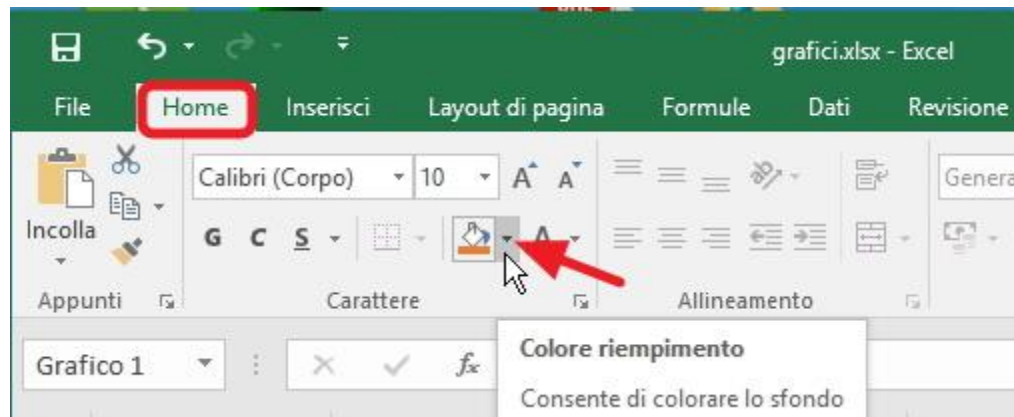 grafici.xlsx - Excel
File Home Inserisci Layout di pagina Formule Dati Revisione
Calibri (Corpo) 10 A A
Incolla G C S A
Appunti Carattere Allineamento
Grafico 1 fx
Colore riempimento
Consente di colorare lo sfondo